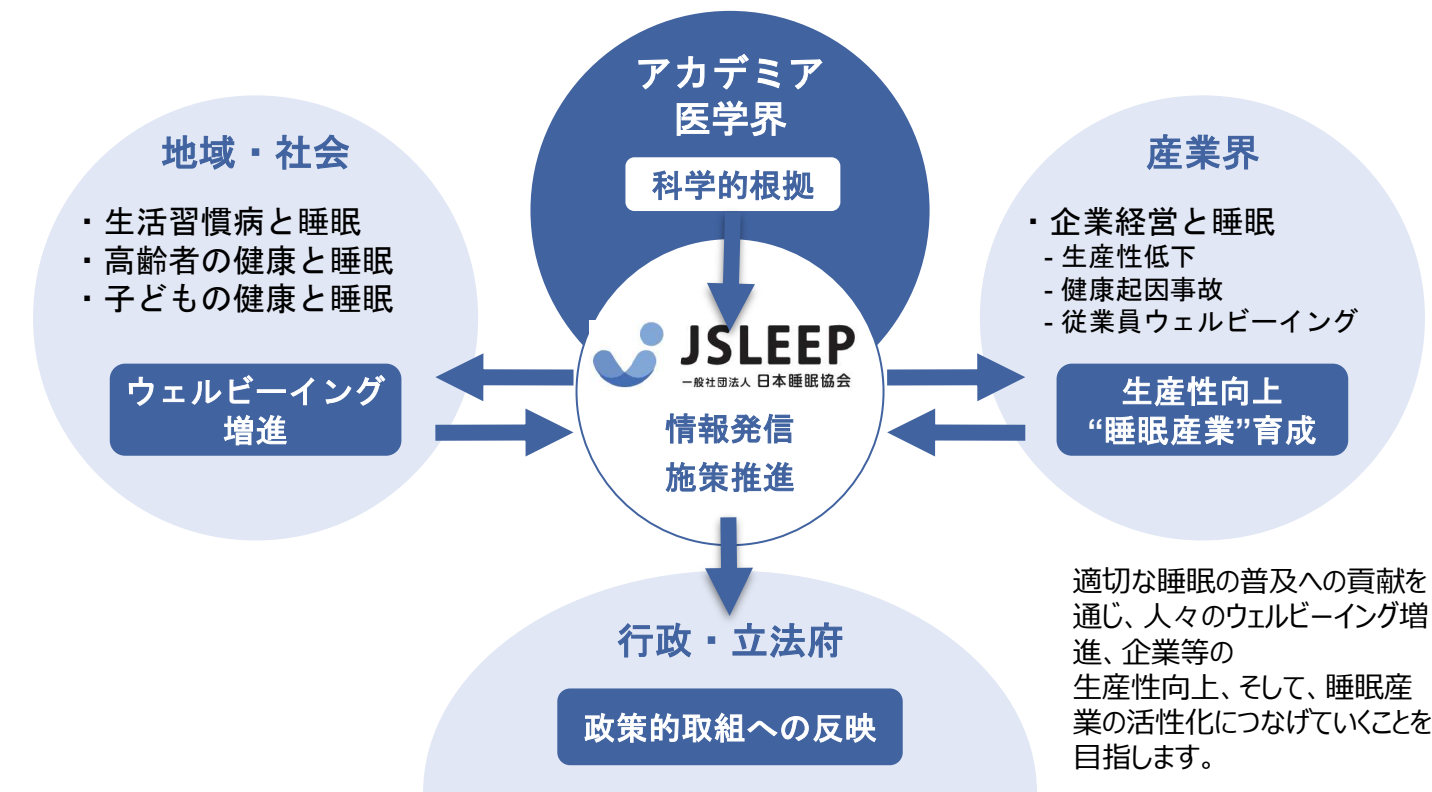 アカデミア
医学界
科学的根拠
地域・社会
・生活習慣病と睡眠
・高齢者の健康と睡眠
・子どもの健康と睡眠
ウェルビーイング
増進
JSLEEP
一般社団法人 日本睡眠協会
情報発信
施策推進
産業界
・企業経営と睡眠
- 生産性低下
- 健康起因事故
- 従業員ウェルビーイング
生産性向上
“睡眠産業”育成
行政・立法府
政策的取組への反映
適切な睡眠の普及への貢献を
通じ、人々のウェルビーイング増
進、企業等の
生産性向上、そして、睡眠産
業の活性化につなげていくことを
目指します。